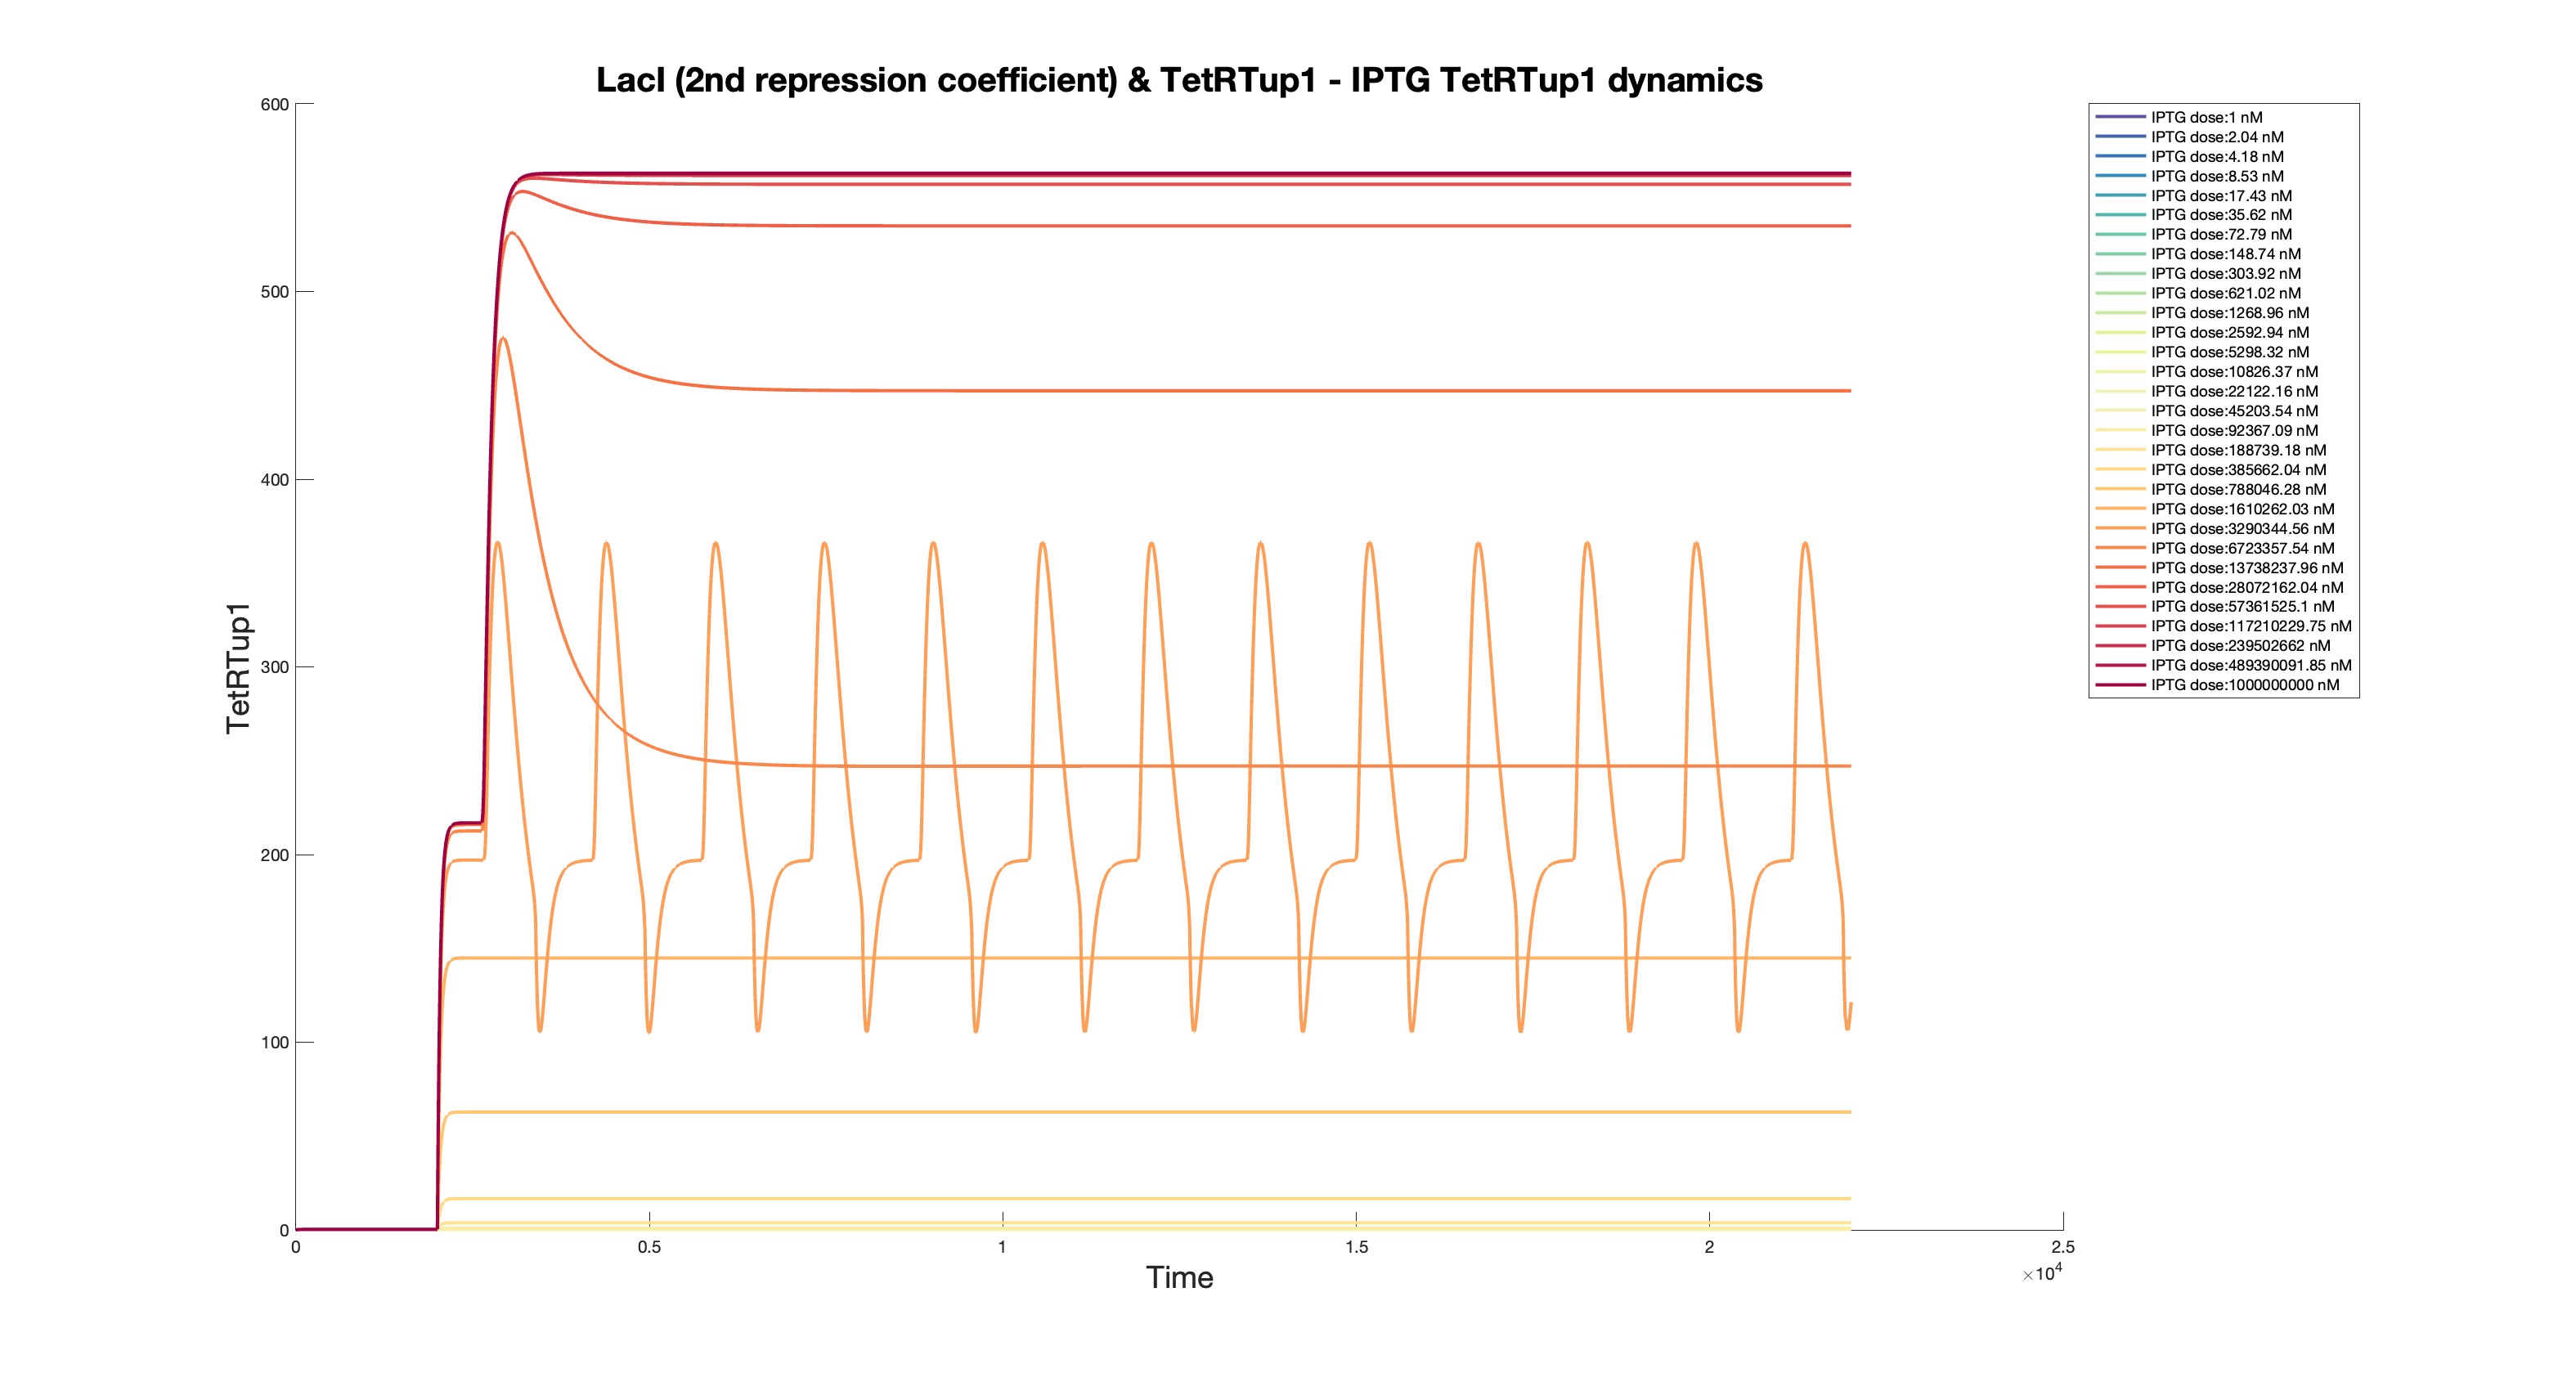 LacI (2nd repression coefficient) & TetRTup1 - IPTG TetRTup1 dynamics
600
500
400
300
200
100
0
TetRTup1
0 0.5 1 1.5 2 2.5
×10^4
Time
IPTG dose:1 nM
IPTG dose:2.04 nM
IPTG dose:4.18 nM
IPTG dose:8.53 nM
IPTG dose:17.43 nM
IPTG dose:35.62 nM
IPTG dose:72.79 nM
IPTG dose:148.74 nM
IPTG dose:303.92 nM
IPTG dose:621.02 nM
IPTG dose:1268.96 nM
IPTG dose:2592.94 nM
IPTG dose:5298.32 nM
IPTG dose:10826.37 nM
IPTG dose:22122.16 nM
IPTG dose:45203.54 nM
IPTG dose:92367.09 nM
IPTG dose:188739.18 nM
IPTG dose:385662.04 nM
IPTG dose:788046.28 nM
IPTG dose:1610262.03 nM
IPTG dose:3290344.56 nM
IPTG dose:6723357.54 nM
IPTG dose:13738237.96 nM
IPTG dose:28072162.04 nM
IPTG dose:57361525.1 nM
IPTG dose:117210229.75 nM
IPTG dose:239502662 nM
IPTG dose:489390091.85 nM
IPTG dose:1000000000 nM